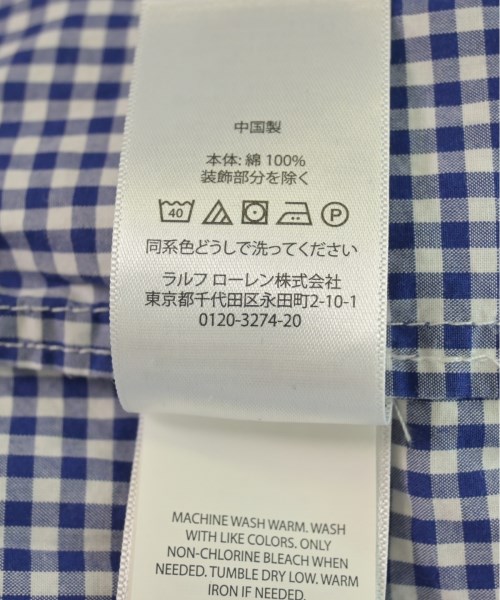 中国製
本体: 綿 100%
装飾部分を除く
40 P
同系色どうしで洗ってください
ラルフ ローレン株式会社
東京都千代田区永田町2-10-1
0120-3274-20
MACHINE WASH WARM. WASH
WITH LIKE COLORS. ONLY
NON-CHLORINE BLEACH WHEN
NEEDED. TUMBLE DRY LOW. WARM
IRON IF NEEDED.